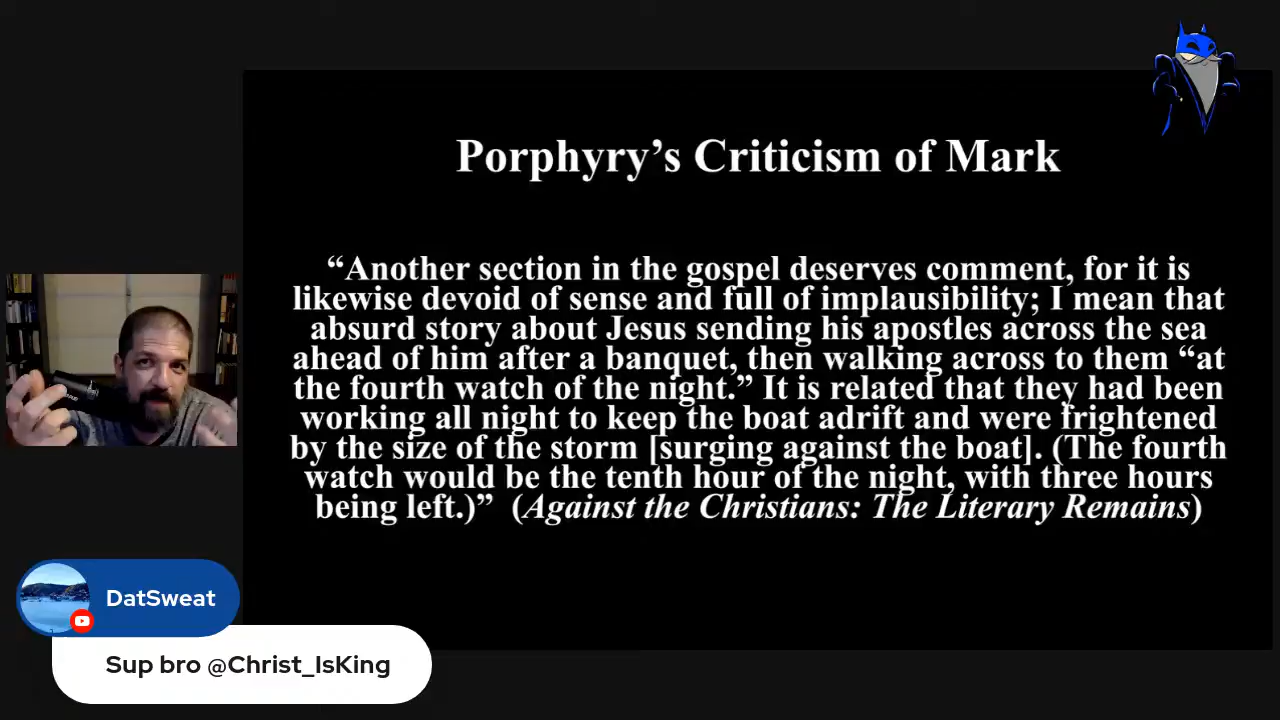 Porphyry’s Criticism of Mark
“Another section in the gospel deserves comment, for it is
likewise devoid of sense and full of implausibility; I mean that
absurd story about Jesus sending his apostles across the sea
ahead of him after a banquet, then walking across to them “at
the fourth watch of the night.” It is related that they had been
working all night to keep the boat adrift and were frightened
by the size of the storm [surging against the boat]. (The fourth
watch would be the tenth hour of the night, with three hours
being left.)” (Against the Christians: The Literary Remains)
DatSweat
Sup bro @Christ_IsKing